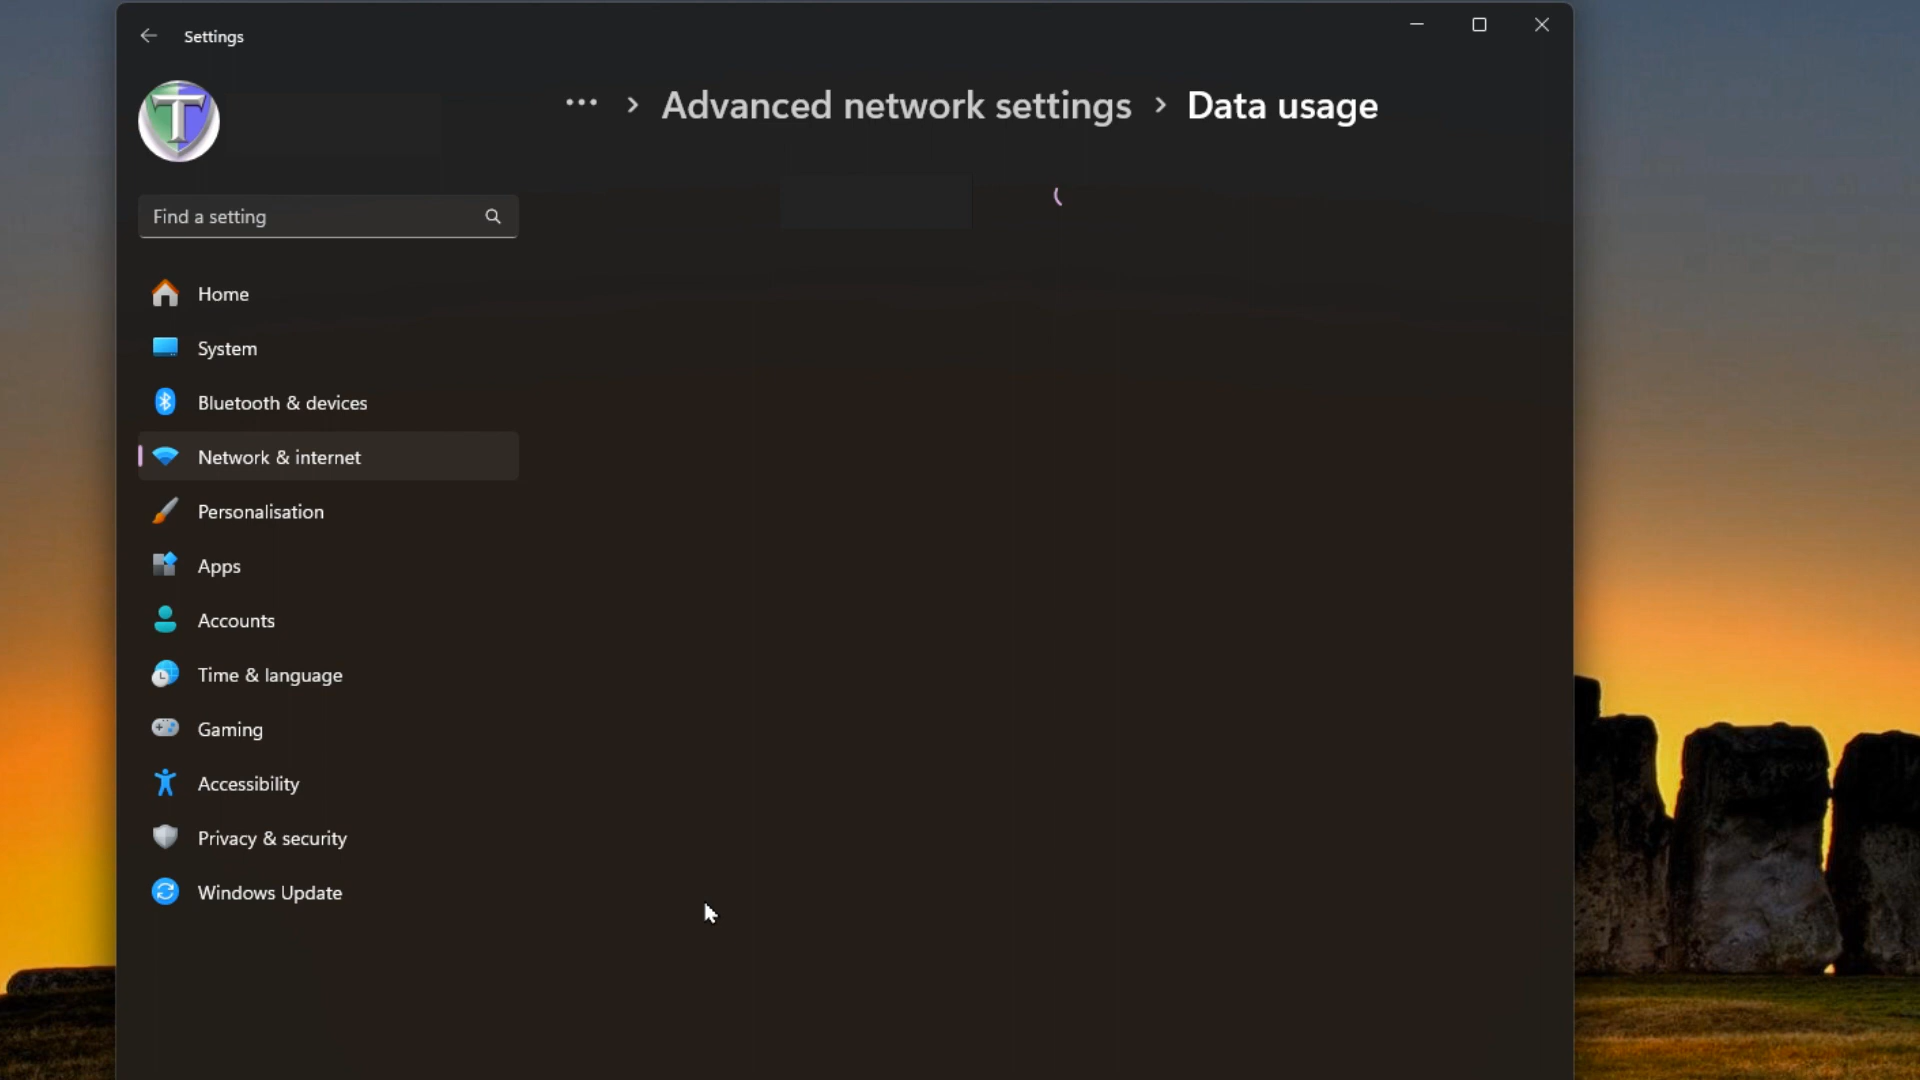 Settings
T
... > Advanced network settings > Data usage
Find a setting
Home
System
Bluetooth & devices
Network & internet
Personalisation
Apps
Accounts
Time & language
Gaming
Accessibility
Privacy & security
Windows Update